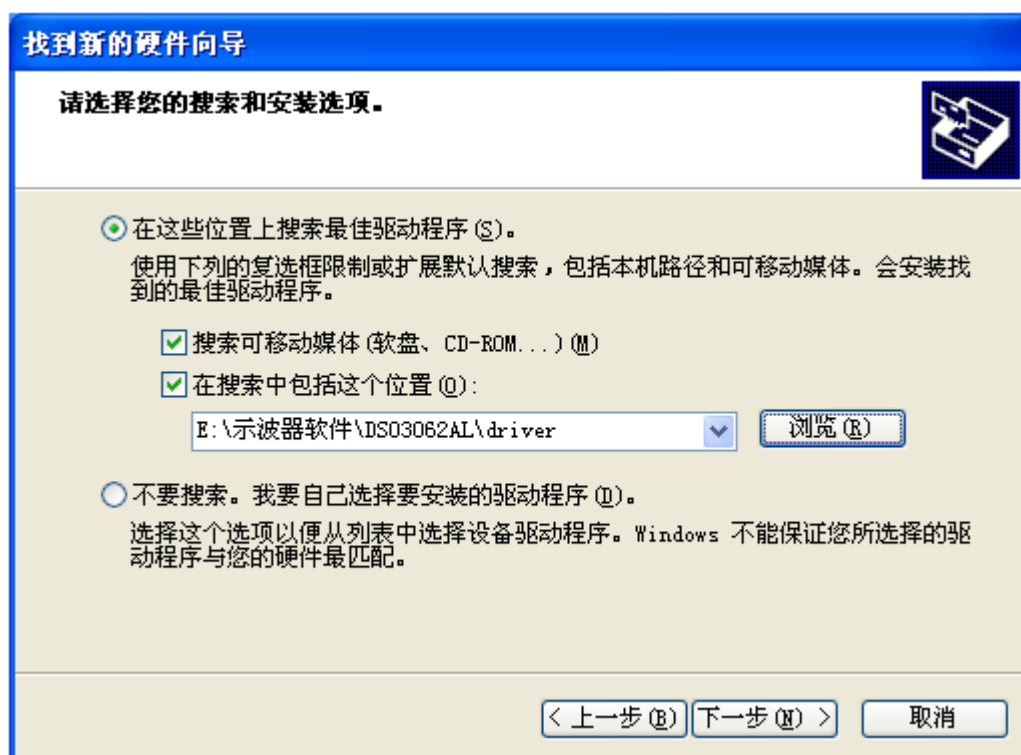 找到新的硬件向导
请选择您的搜索和安装选项。
在这些位置上搜索最佳驱动程序(S)。
使用下列的复选框限制或扩展默认搜索，包括本机路径和可移动媒体。会安装找
到的最佳驱动程序。
搜索可移动媒体(软盘、CD-ROM...)(M)
在搜索中包括这个位置(O):
E:\示波器软件\DSO3062AL\driver
浏览(R)
不要搜索。我要自己选择要安装的驱动程序(D)。
选择这个选项以便从列表中选择设备驱动程序。Windows 不能保证您所选择的驱
动程序与您的硬件最匹配。
< 上一步(B) 下一步(N) > 取消